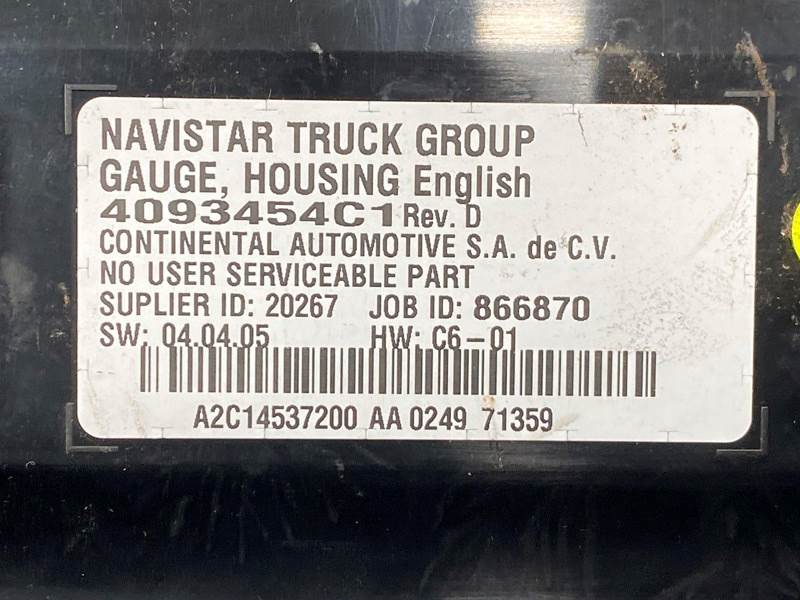 NAVISTAR TRUCK GROUP
GAUGE, HOUSING English
4093454C1 Rev. D
CONTINENTAL AUTOMOTIVE S.A. de C.V.
NO USER SERVICEABLE PART
SUPLIER ID: 20267 JOB ID: 866870
SW: 04.04.05 HW: C6-01
A2C14537200 AA 0249 71359